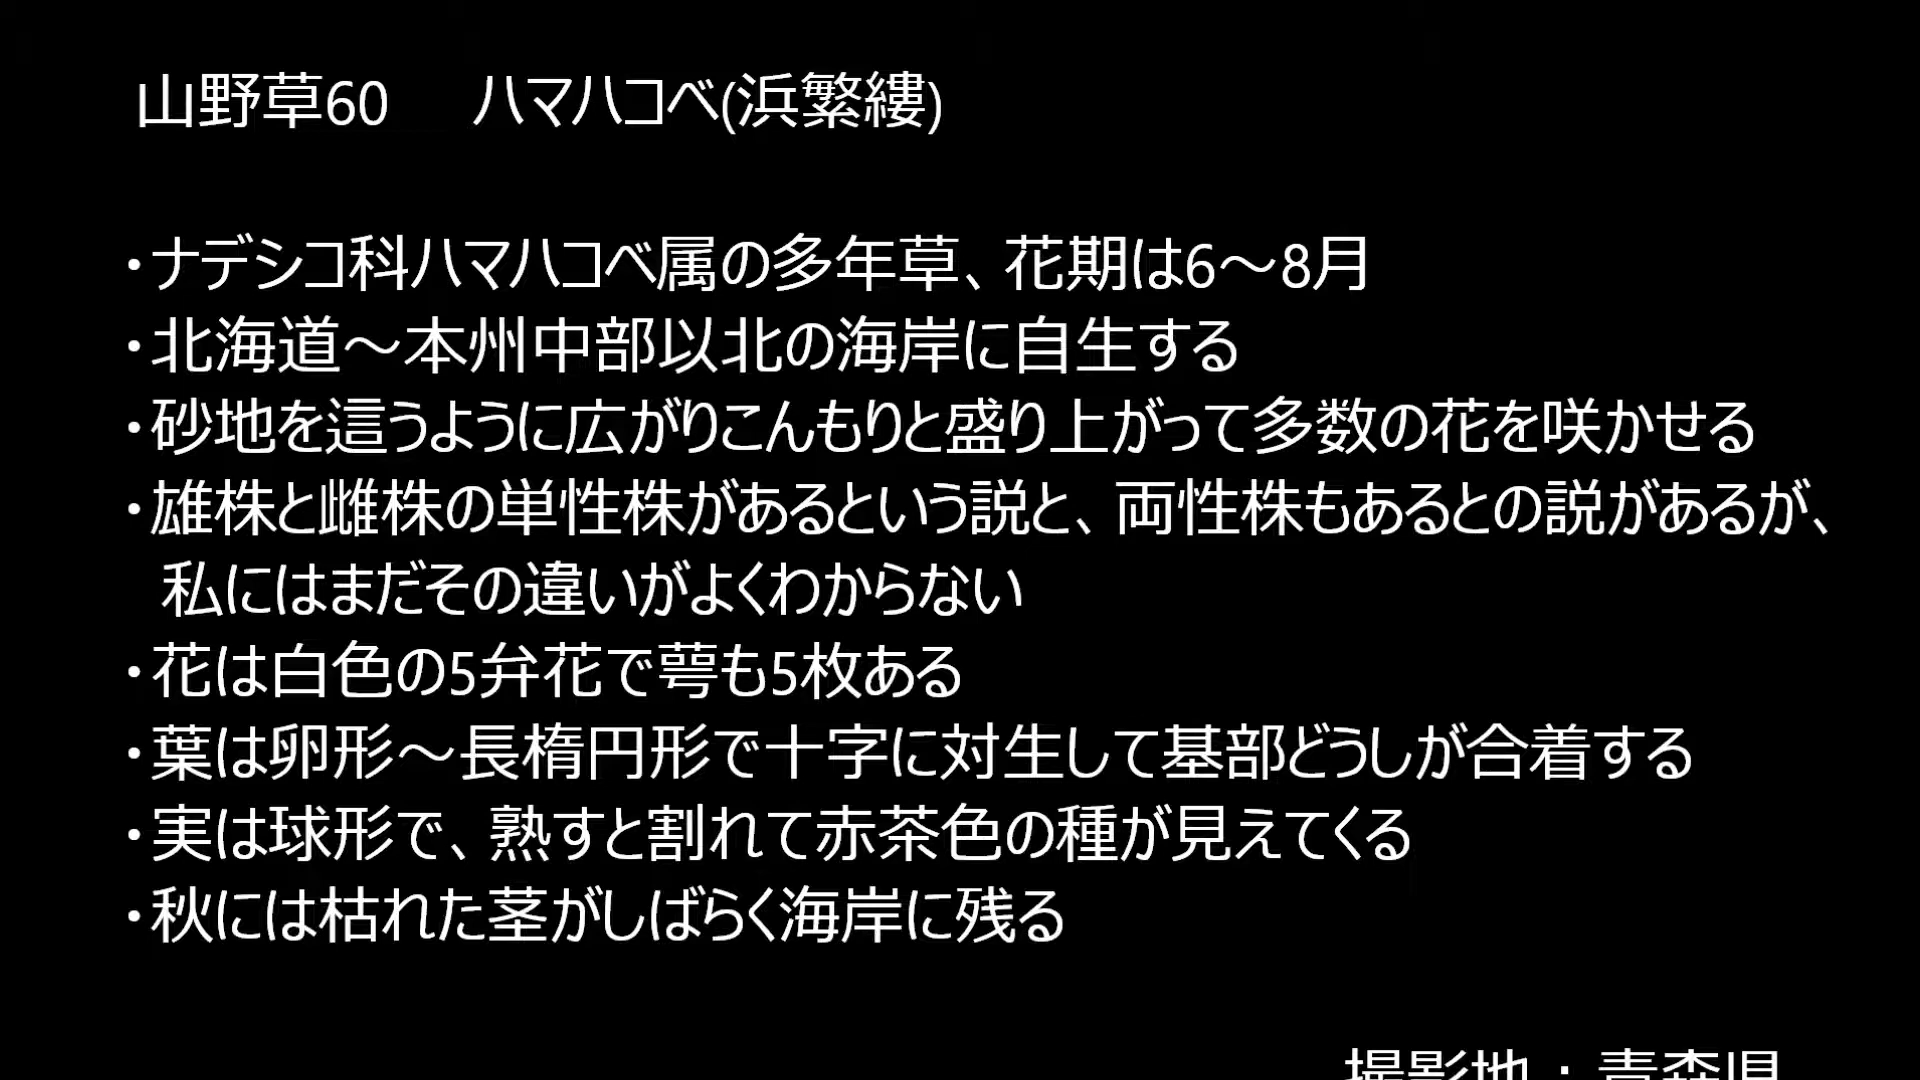 山野草60　ハマハコベ(浜繁縷)
・ナデシコ科ハマハコベ属の多年草、花期は6～8月
・北海道～本州中部以北の海岸に自生する
・砂地を這うように広がりこんもりと盛り上がって多数の花を咲かせる
・雄株と雌株の単性株があるという説と、両性株もあるとの説があるが、
私にはまだその違いがよくわからない
・花は白色の5弁花で萼も5枚ある
・葉は卵形～長楕円形で十字に対生して基部どうしが合着する
・実は球形で、熟すと割れて赤茶色の種が見えてくる
・秋には枯れた茎がしばらく海岸に残る
撮影地：青森県